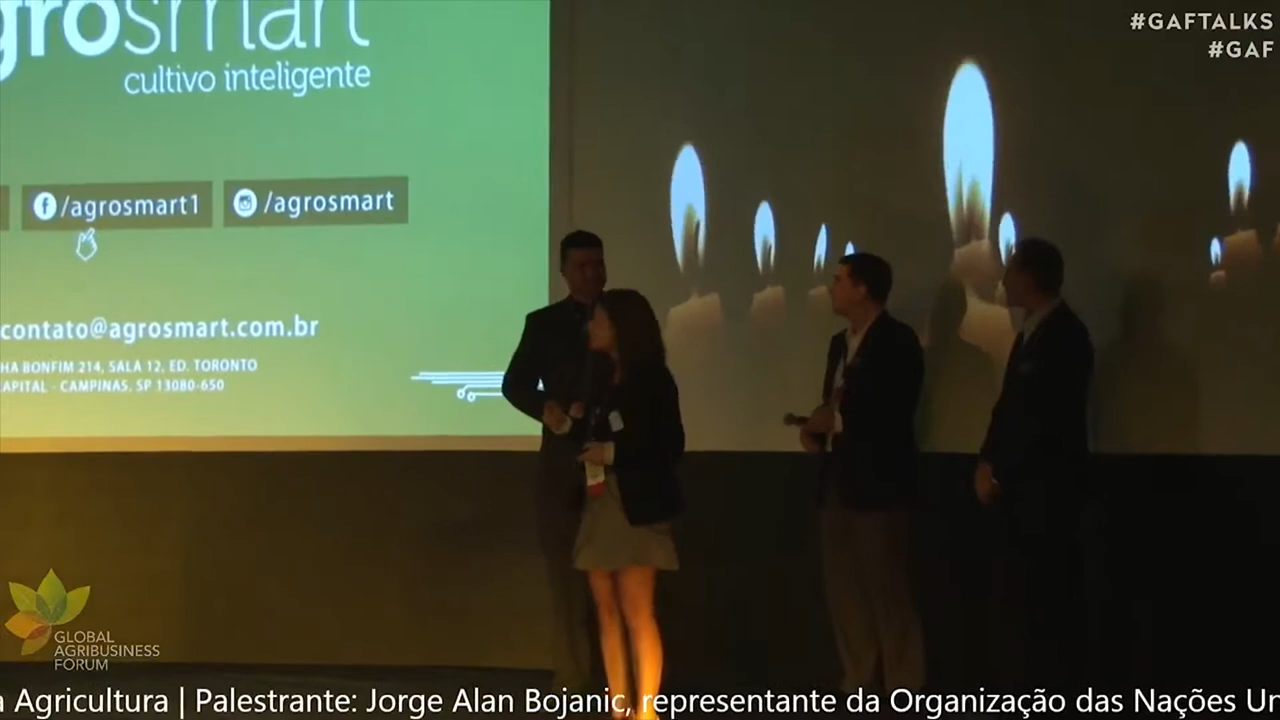 #GAFTALKS
#GAF
grosmart
cultivo inteligente
/agrosmart1
/agrosmart
contato@agrosmart.com.br
HA BONFIM 214, SALA 12, ED. TORONTO
APITAL - CAMPINAS, SP 13080-650
GLOBAL
AGRIBUSINESS
FORUM
a Agricultura | Palestrante: Jorge Alan Bojanic, representante da Organização das Nações Un